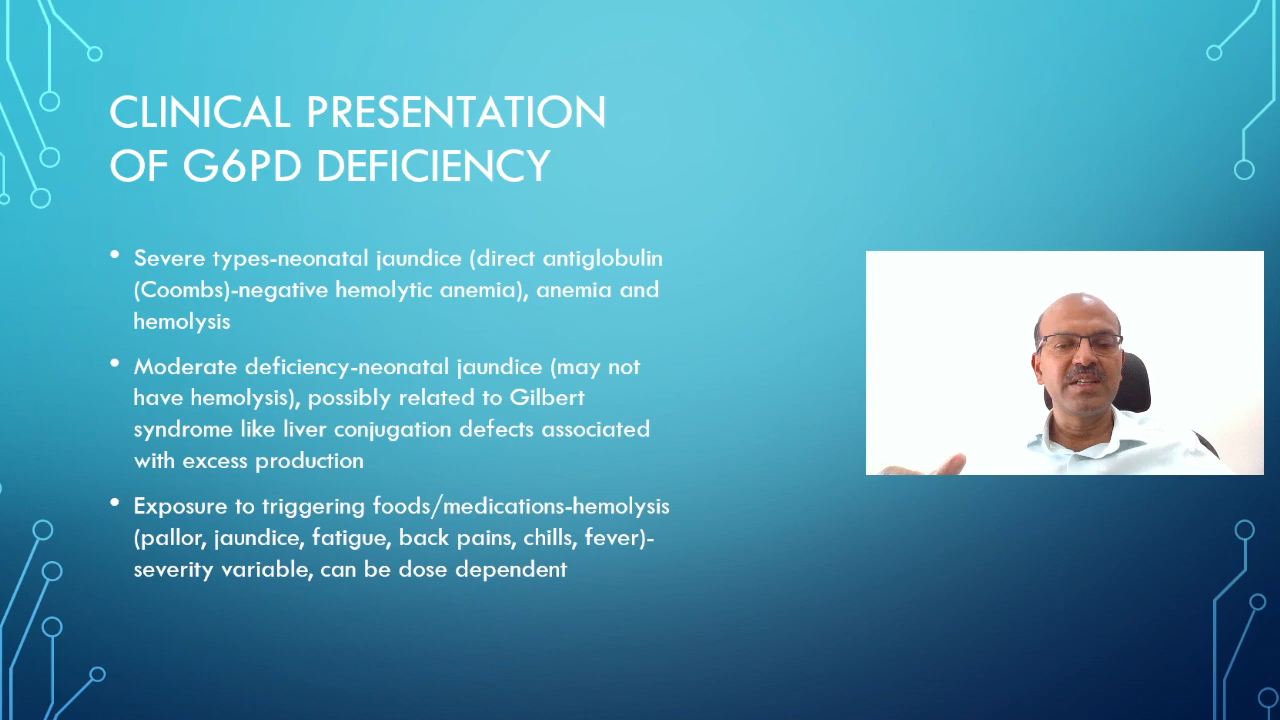 CLINICAL PRESENTATION
OF G6PD DEFICIENCY
• Severe types-neonatal jaundice (direct antiglobulin
(Coombs)-negative hemolytic anemia), anemia and
hemolysis
• Moderate deficiency-neonatal jaundice (may not
have hemolysis), possibly related to Gilbert
syndrome like liver conjugation defects associated
with excess production
• Exposure to triggering foods/medications-hemolysis
(pallor, jaundice, fatigue, back pains, chills, fever)-
severity variable, can be dose dependent